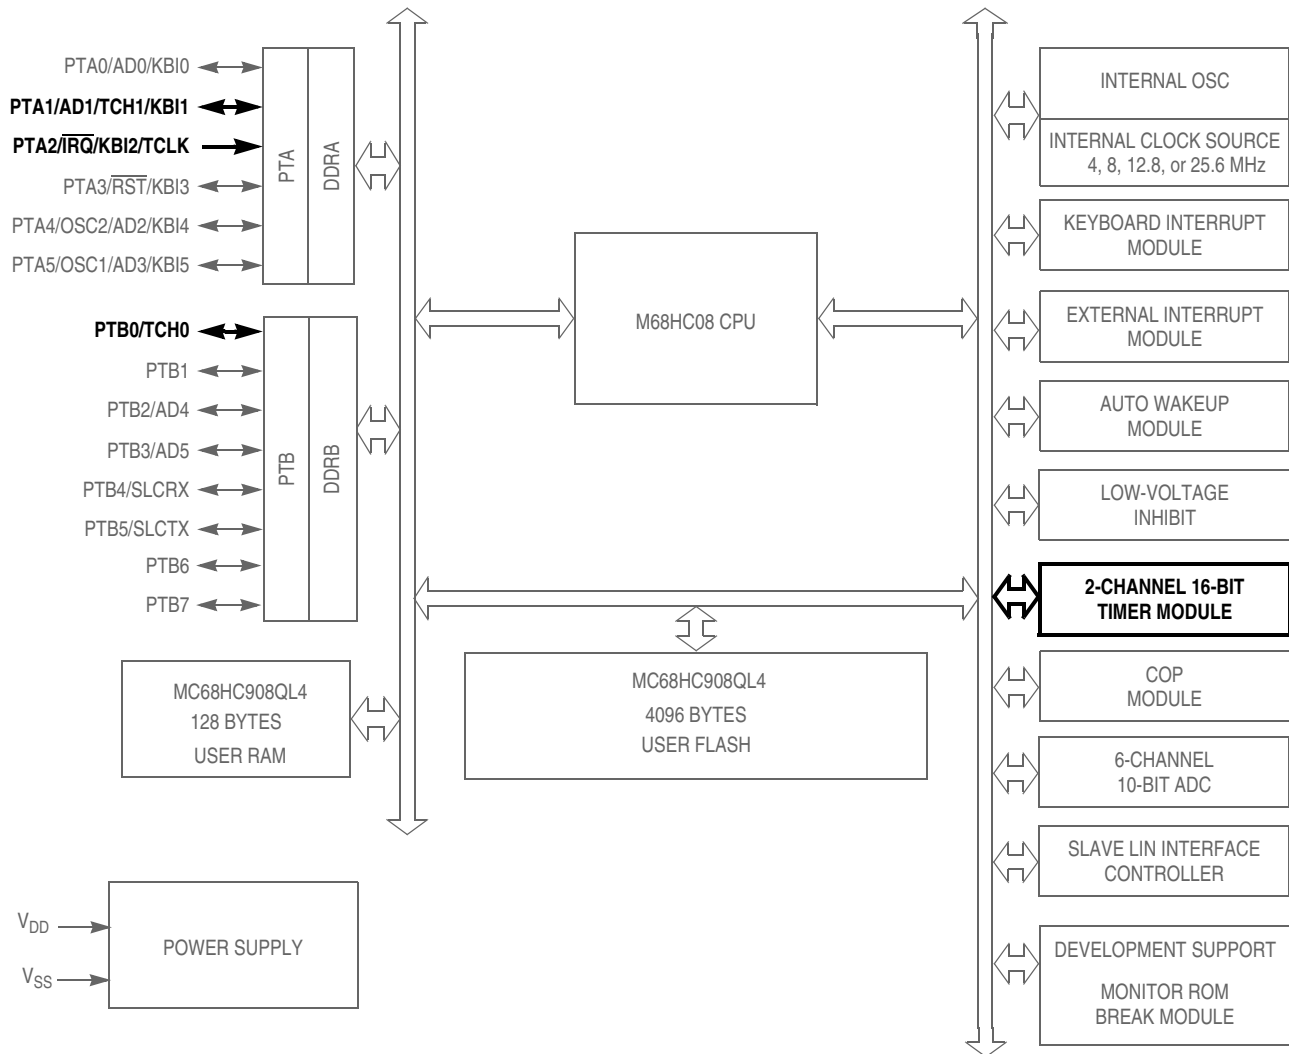 PTA0/AD0/KBI0
PTA1/AD1/TCH1/KBI1
PTA2/IRQ/KBI2/TCLK
PTA3/RST/KBI3
PTA4/OSC2/AD2/KBI4
PTA5/OSC1/AD3/KBI5
PTA
DDRA
PTB0/TCH0
PTB1
PTB2/AD4
PTB3/AD5
PTB4/SLCRX
PTB5/SLCTX
PTB6
PTB7
PTB
DDRB
MC68HC908QL4
128 BYTES
USER RAM
VDD
VSS
POWER SUPPLY
M68HC08 CPU
MC68HC908QL4
4096 BYTES
USER FLASH
INTERNAL OSC
INTERNAL CLOCK SOURCE
4, 8, 12.8, or 25.6 MHz
KEYBOARD INTERRUPT
MODULE
EXTERNAL INTERRUPT
MODULE
AUTO WAKEUP
MODULE
LOW-VOLTAGE
INHIBIT
2-CHANNEL 16-BIT
TIMER MODULE
COP
MODULE
6-CHANNEL
10-BIT ADC
SLAVE LIN INTERFACE
CONTROLLER
DEVELOPMENT SUPPORT
MONITOR ROM
BREAK MODULE